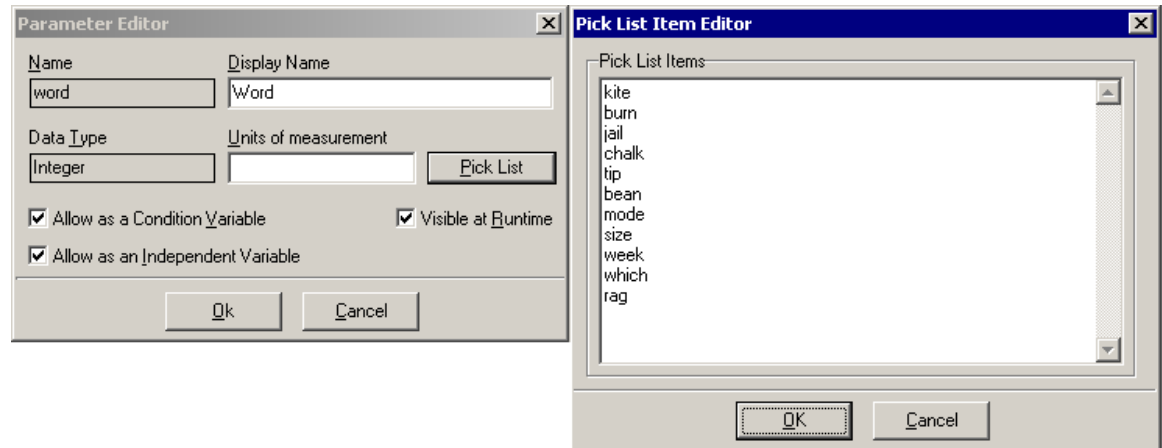 Parameter Editor
Name
Display Name
word
Word
Data Type
Units of measurement
Integer
Pick List
Allow as a Condition Variable
Visible at Runtime
Allow as an Independent Variable
Ok
Cancel
Pick List Item Editor
Pick List Items
kite
burn
jail
chalk
tip
bean
mode
size
week
which
rag
OK
Cancel